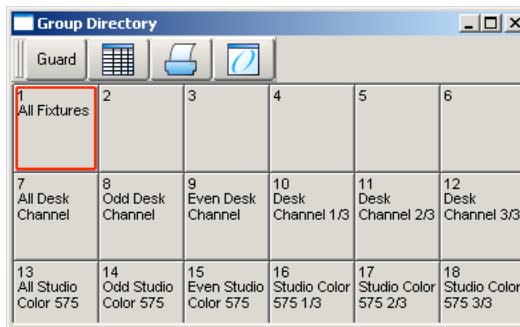 Group Directory
Guard
1
All Fixtures
2
3
4
5
6
7
All Desk
Channel
8
Odd Desk
Channel
9
Even Desk
Channel
10
Desk
Channel 1/3
11
Desk
Channel 2/3
12
Desk
Channel 3/3
13
All Studio
Color 575
14
Odd Studio
Color 575
15
Even Studio
Color 575
16
Studio Color
575 1/3
17
Studio Color
575 2/3
18
Studio Color
575 3/3